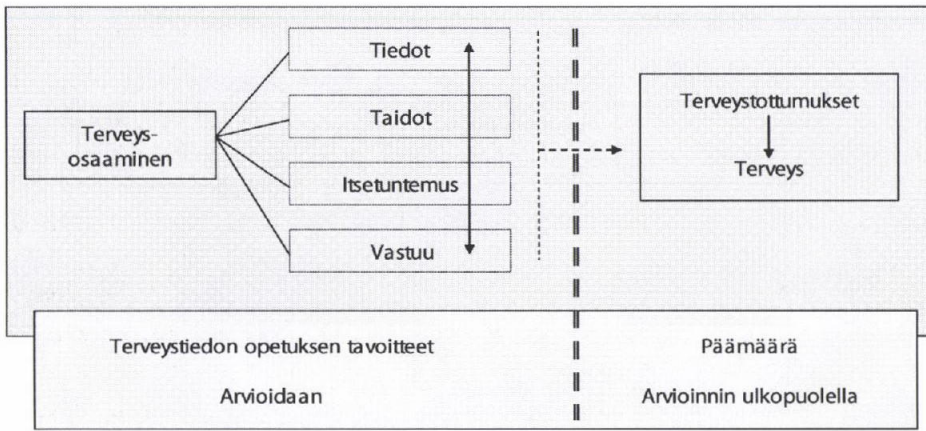 Terveys-
osaaminen
Tiedot
Taidot
Itsetuntemus
Vastuu
Terveystottumukset
Terveys
Terveystiedon opetuksen tavoitteet
Arvioidaan
Päämäärä
Arvioinnin ulkopuolella